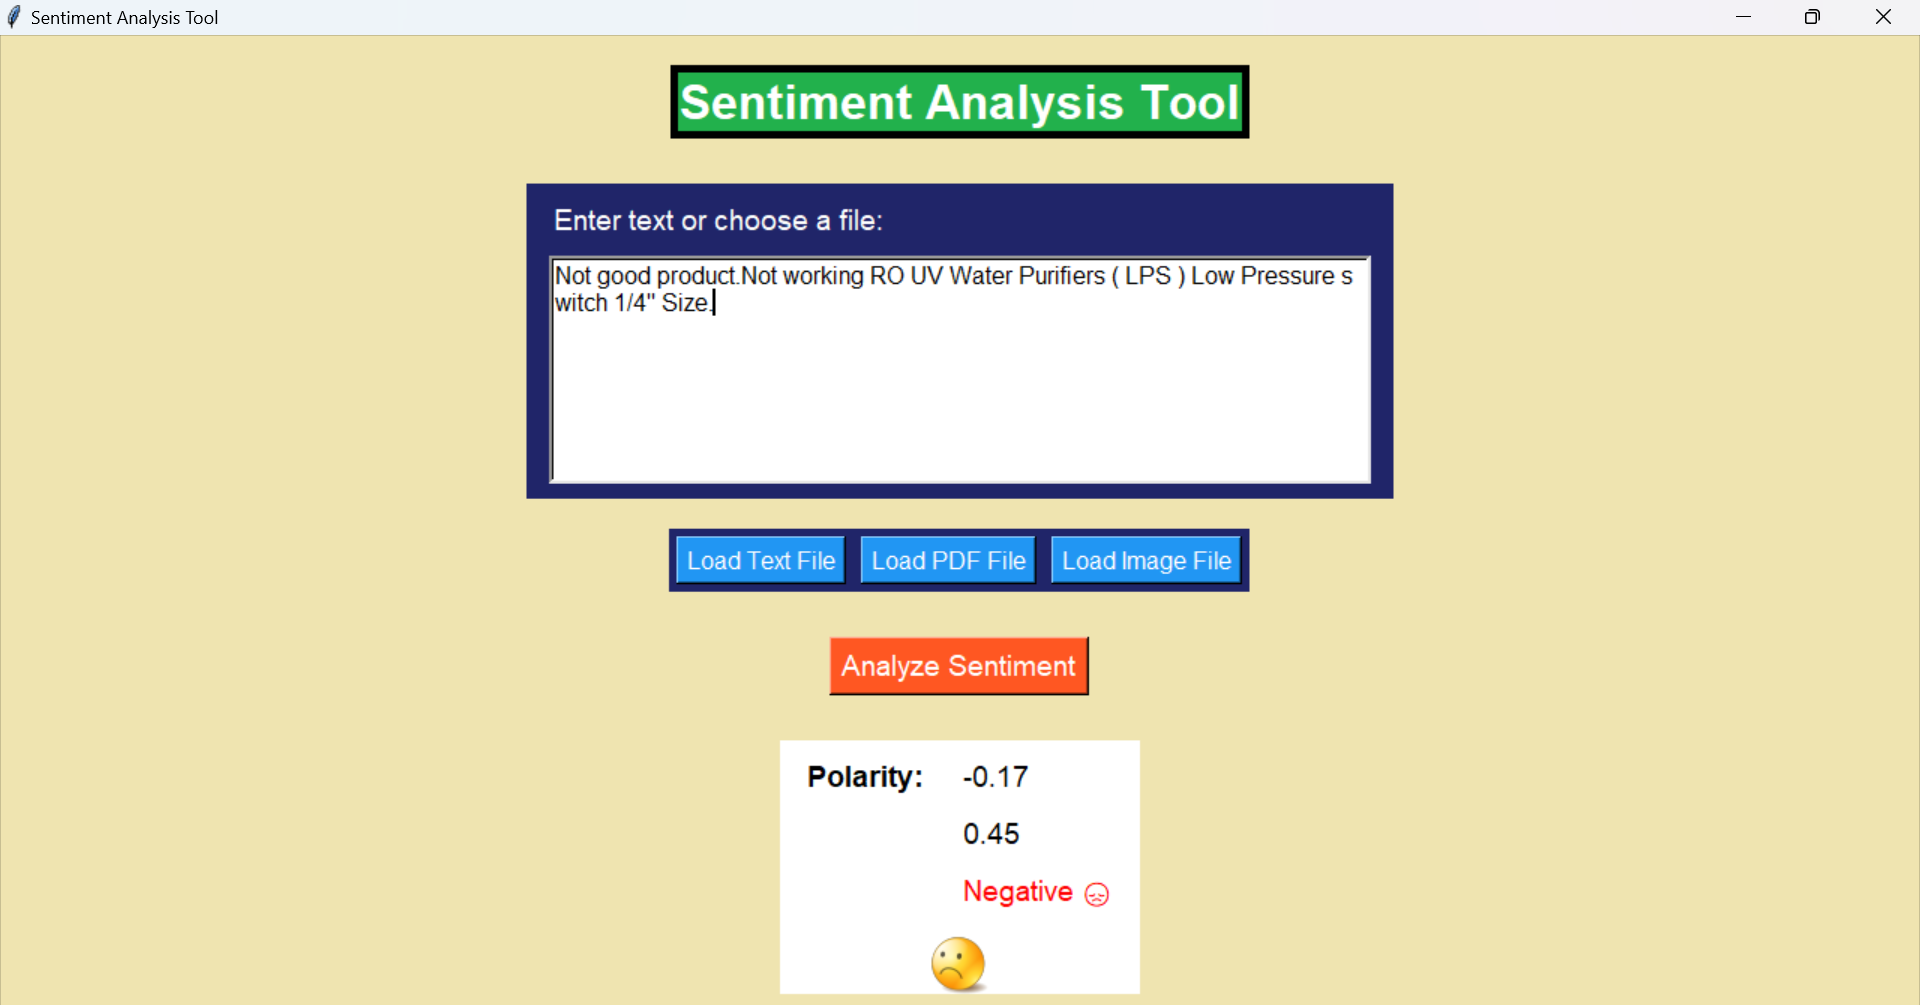 Sentiment Analysis Tool
Sentiment Analysis Tool
Enter text or choose a file:
Not good product.Not working RO UV Water Purifiers ( LPS ) Low Pressure s
witch 1/4" Size.
Load Text File Load PDF File Load Image File
Analyze Sentiment
Polarity: -0.17
0.45
Negative ☹